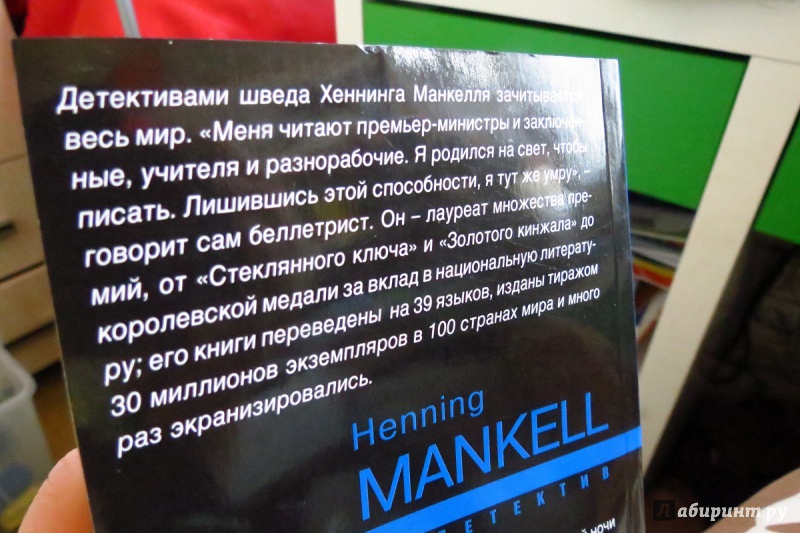 Детективами шведа Хеннинга Манкелля зачитывается
весь мир. «Меня читают премьер-министры и заключен-
ные, учителя и разнорабочие. Я родился на свет, чтобы
писать. Лишившись этой способности, я тут же умру», –
говорит сам беллетрист. Он – лауреат множества пре-
мий, от «Стеклянного ключа» и «Золотого кинжала» до
королевской медали за вклад в национальную литерату-
ру; его книги переведены на 39 языков, изданы тиражом
30 миллионов экземпляров в 100 странах мира и много
раз экранизировались.
Henning
MANKELL
ДЕТЕКТИВ
ночи
Лабиринт.ру